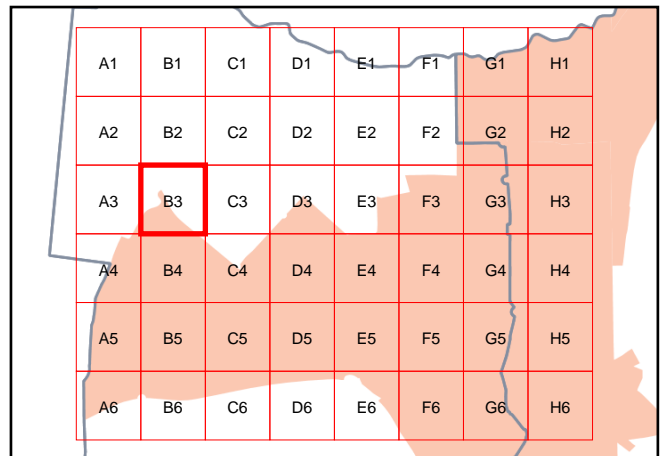 A1 B1 C1 D1 E1 F1 G1 H1
A2 B2 C2 D2 E2 F2 G2 H2
A3 B3 C3 D3 E3 F3 G3 H3
A4 B4 C4 D4 E4 F4 G4 H4
A5 B5 C5 D5 E5 F5 G5 H5
A6 B6 C6 D6 E6 F6 G6 H6